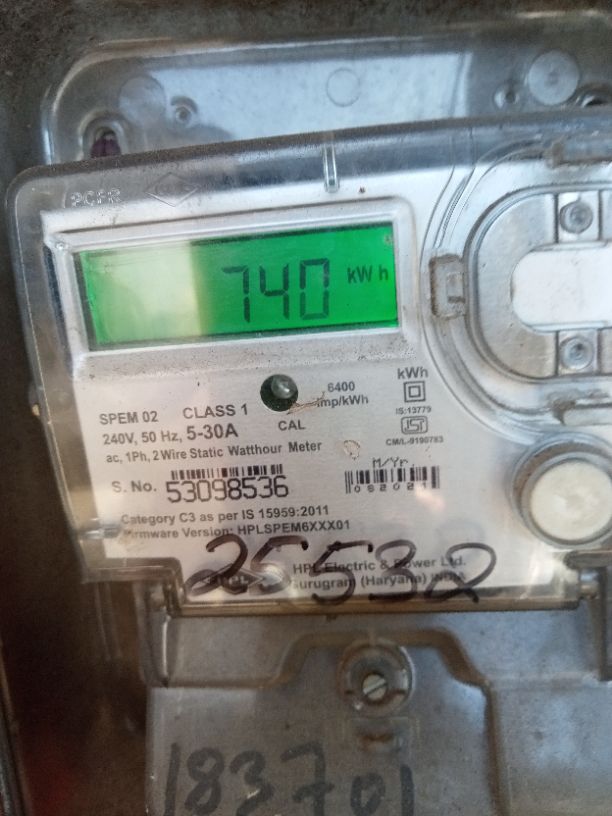 PCFR
740 kWh
6400
imp/kWh
kWh
IS:13779
ISI
CM/L-9190783
SPEM 02 CLASS 1
CAL
240V, 50 Hz, 5-30A
ac, 1Ph, 2 Wire Static Watthour Meter
M/Yr.
062021
S. No. 53098536
Category C3 as per IS 15959:2011
Firmware Version: HPLSPEM6XXX01
HPL Electric & Power Ltd.
Gurugram (Haryana) INDIA
25532
183701